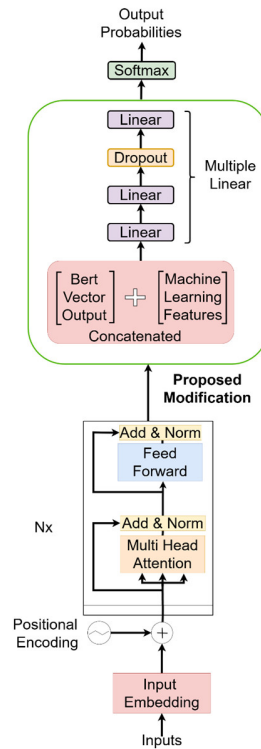 Output
Probabilities
Softmax
Linear
Dropout
Linear
Linear
Multiple
Linear
Bert
Vector
Output
Machine
Learning
Features
Concatenated
Proposed
Modification
Add & Norm
Feed
Forward
Nx
Add & Norm
Multi Head
Attention
Positional
Encoding
Input
Embedding
Inputs